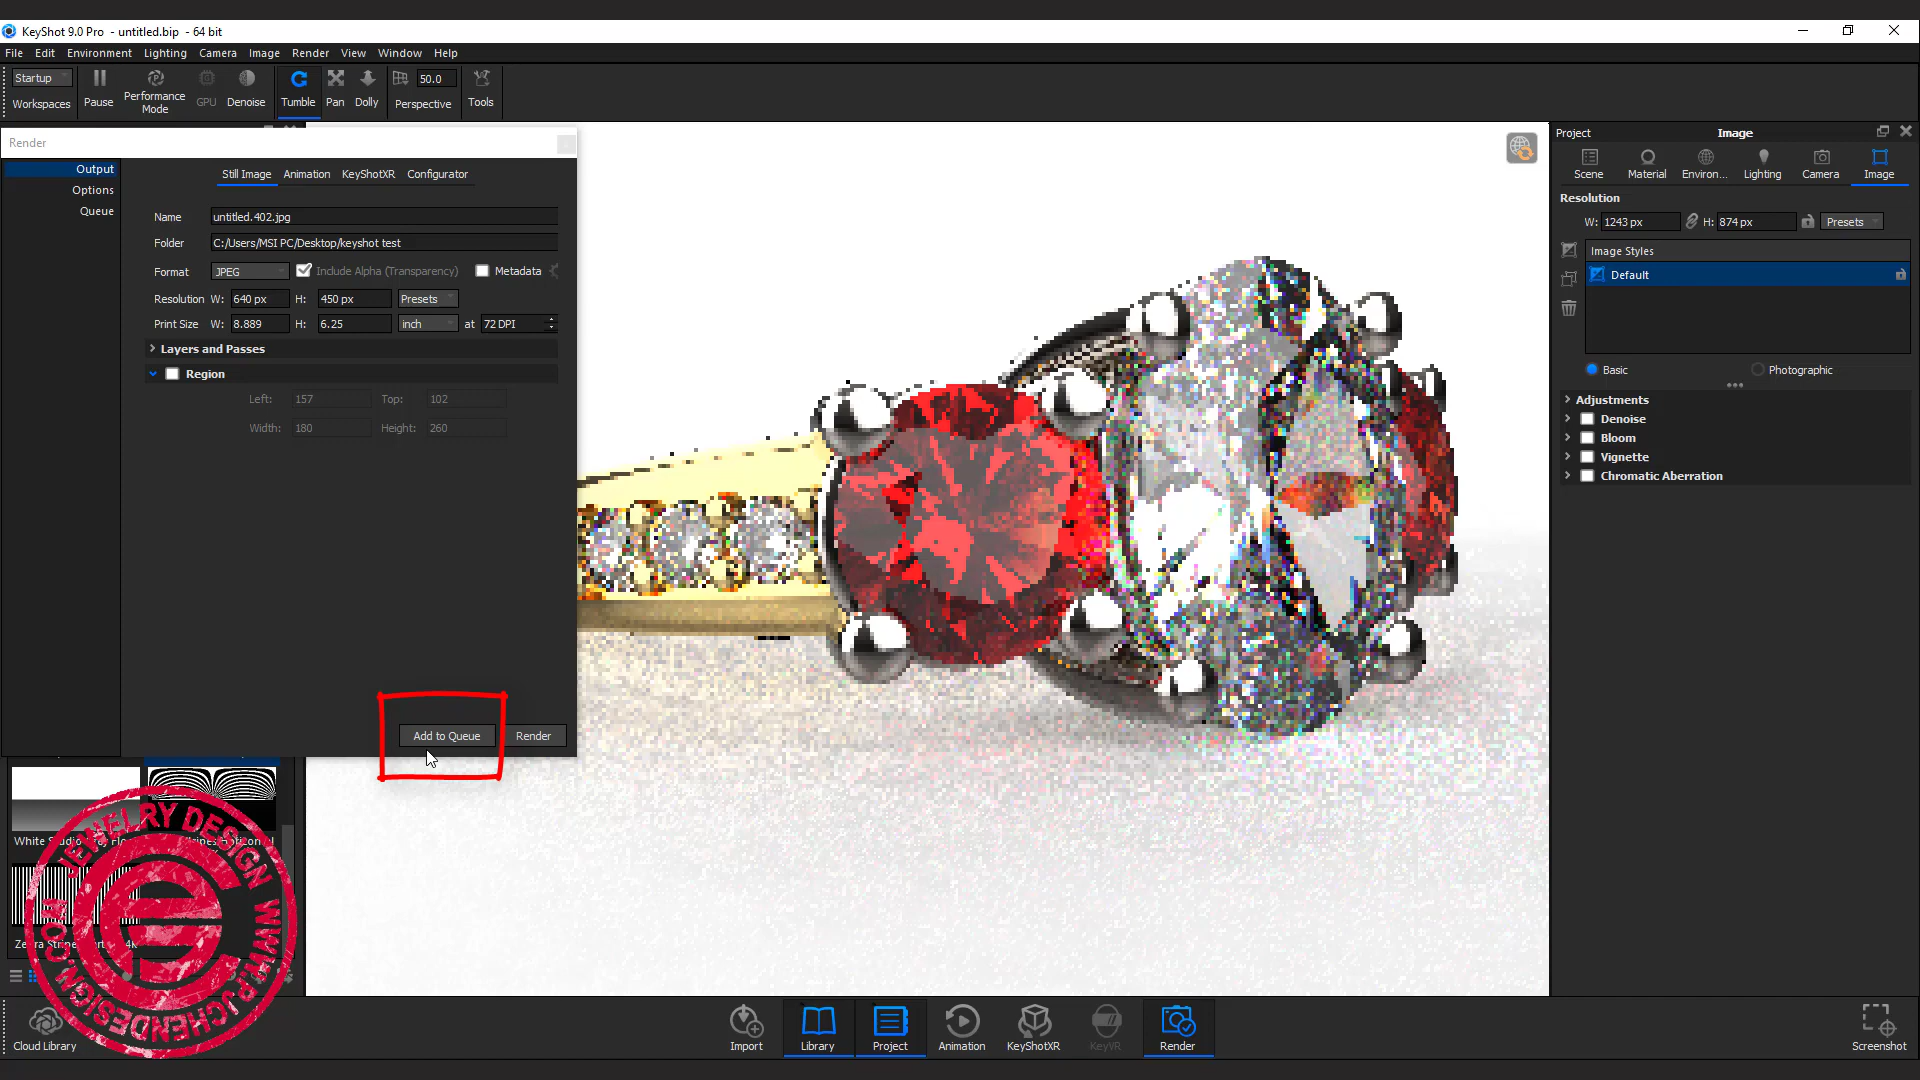 KeyShot 9.0 Pro - untitled.bip - 64 bit
File Edit Environment Lighting Camera Image Render View Window Help
Startup
Workspaces
Pause
Performance Mode
GPU
Denoise
Tumble
Pan
Dolly
50.0
Perspective
Tools
Render
Output
Options
Queue
Still Image Animation KeyShotXR Configurator
Name untitled.402.jpg
Folder C:/Users/MSI PC/Desktop/keyshot test
Format JPEG Include Alpha (Transparency) Metadata
Resolution W: 640 px H: 450 px Presets
Print Size W: 8.889 H: 6.25 inch at 72 DPI
Layers and Passes
Region
Left: 157 Top: 102
Width: 180 Height: 260
Add to Queue Render
White
JEWELRY DESIGN WWW.PJCHENDESIGN.COM
Cloud Library
Import
Library
Project
Animation
KeyShotXR
KeyVR
Render
Screenshot
Project Image
Scene Material Environ... Lighting Camera Image
Resolution
W: 1243 px H: 874 px Presets
Image Styles
Default
Basic Photographic
Adjustments
Denoise
Bloom
Vignette
Chromatic Aberration